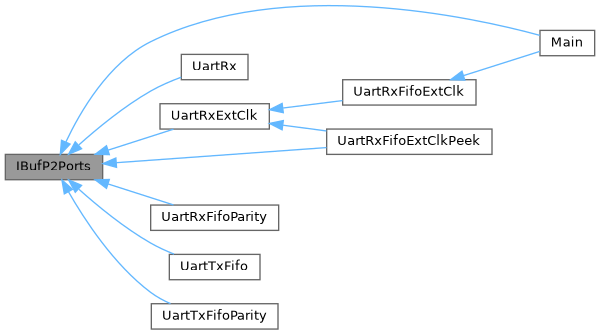 Main
UartRx
UartRxFifoExtClk
UartRxExtClk
UartRxFifoExtClkPeek
IBufP2Ports
UartRxFifoParity
UartTxFifo
UartTxFifoParity